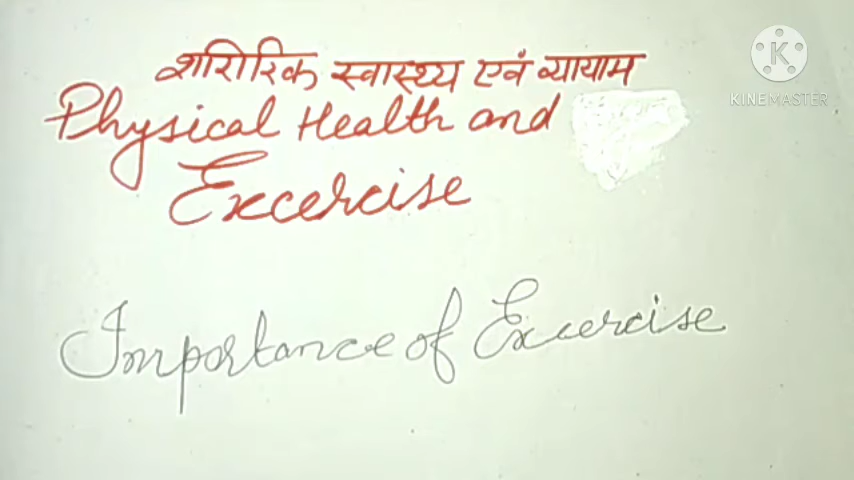 शरिरिक स्वास्थ्य एवं व्यायाम
Physical Health and
Excercise
Importance of Excercise
KINEMASTER